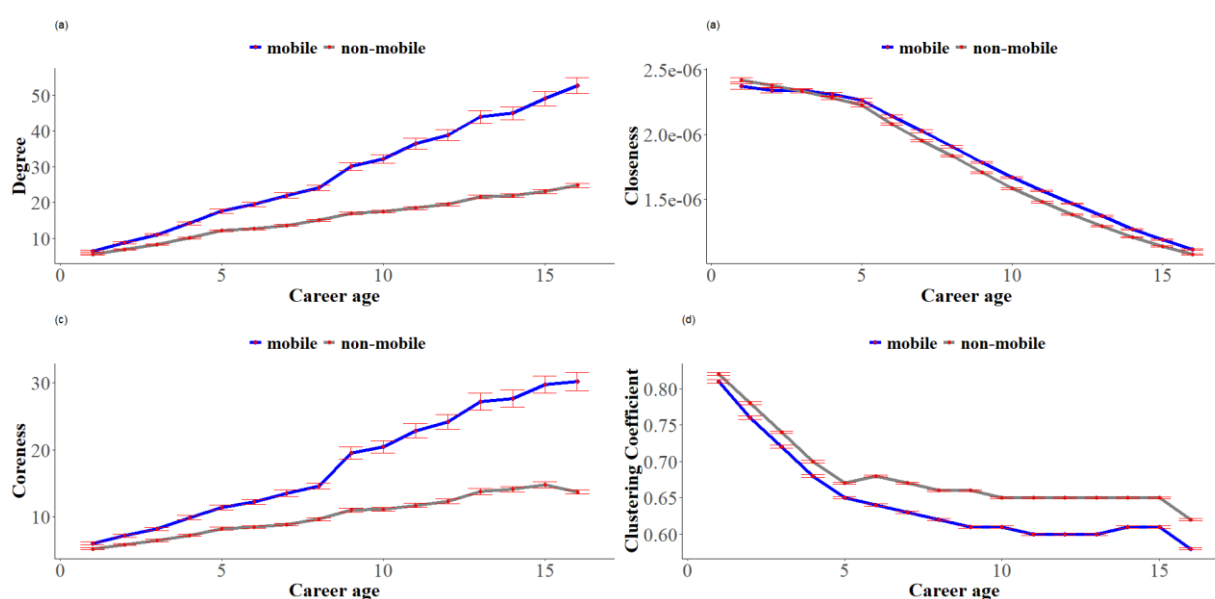 (a)
mobile non-mobile
Degree
50
40
30
20
10
0 5 10 15
Career age
(a)
mobile non-mobile
Closeness
2.5e-06
2.0e-06
1.5e-06
0 5 10 15
Career age
(c)
mobile non-mobile
Coreness
30
20
10
0 5 10 15
Career age
(d)
mobile non-mobile
Clustering Coefficient
0.80
0.75
0.70
0.65
0.60
0 5 10 15
Career age